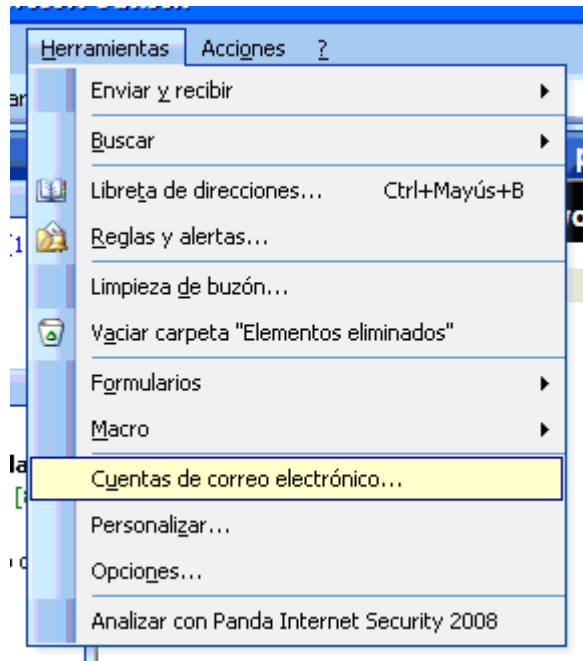 Herramientas Acciones ?
Enviar y recibir
Buscar
Libreta de direcciones... Ctrl+Mayús+B
Reglas y alertas...
Limpieza de buzón...
Vaciar carpeta "Elementos eliminados"
Formularios
Macro
Cuentas de correo electrónico...
Personalizar...
Opciones...
Analizar con Panda Internet Security 2008